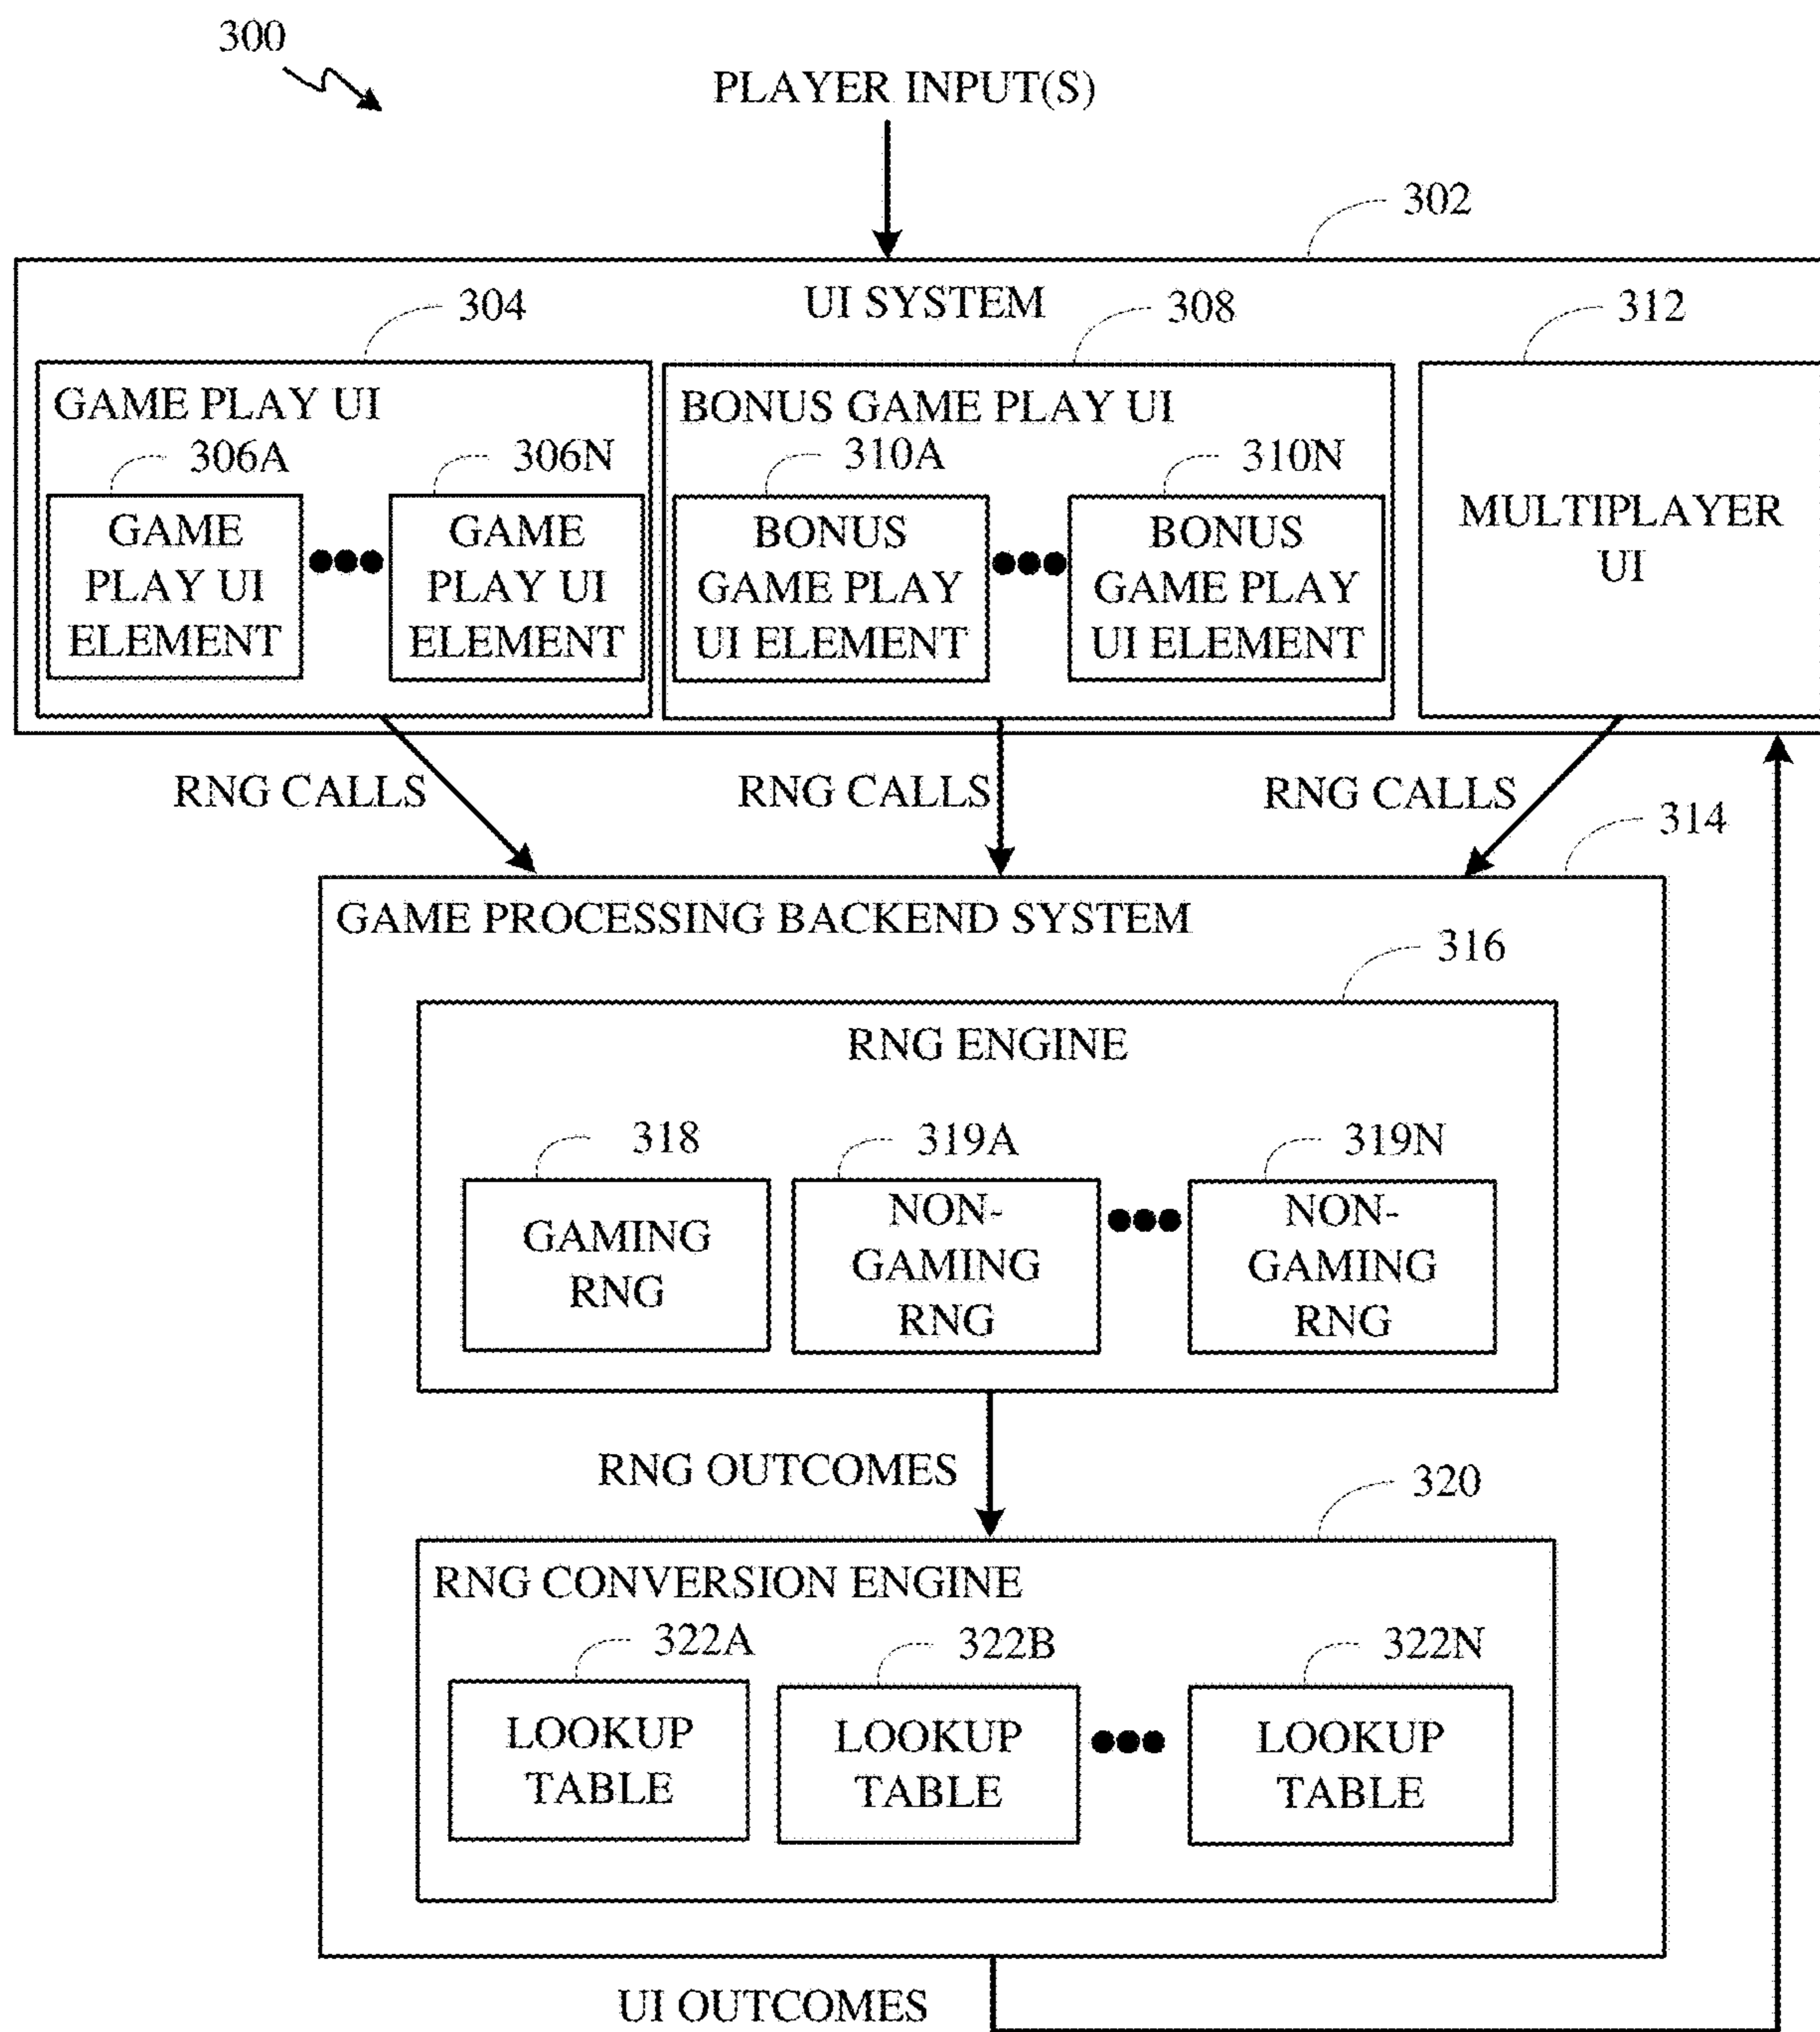 300
PLAYER INPUT(S)
302
UI SYSTEM
304
308
312
GAME PLAY UI
306A
306N
GAME
PLAY UI
ELEMENT
GAME
PLAY UI
ELEMENT
BONUS GAME PLAY UI
310A
310N
BONUS
GAME PLAY
UI ELEMENT
BONUS
GAME PLAY
UI ELEMENT
MULTIPLAYER
UI
RNG CALLS
RNG CALLS
RNG CALLS
314
GAME PROCESSING BACKEND SYSTEM
316
RNG ENGINE
318
319A
319N
GAMING
RNG
NON-
GAMING
RNG
NON-
GAMING
RNG
RNG OUTCOMES
320
RNG CONVERSION ENGINE
322A
322B
322N
LOOKUP
TABLE
LOOKUP
TABLE
LOOKUP
TABLE
UI OUTCOMES